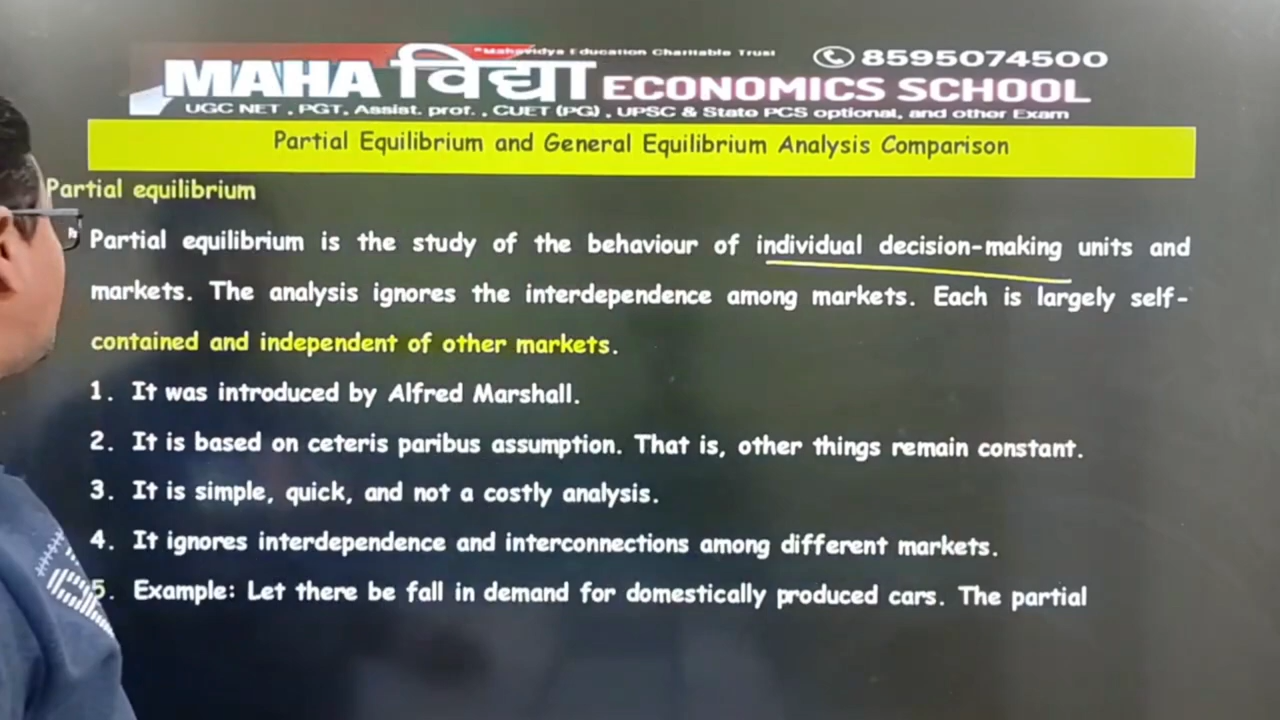 "Mahavidya Education Charitable Trust
8595074500
MAHA विद्या ECONOMICS SCHOOL
UGC NET , PGT, Assist. prof. , CUET (PG) , UPSC & State PCS optional, and other Exam
Partial Equilibrium and General Equilibrium Analysis Comparison
Partial equilibrium
Partial equilibrium is the study of the behaviour of individual decision-making units and
markets. The analysis ignores the interdependence among markets. Each is largely self-
contained and independent of other markets.
1. It was introduced by Alfred Marshall.
2. It is based on ceteris paribus assumption. That is, other things remain constant.
3. It is simple, quick, and not a costly analysis.
4. It ignores interdependence and interconnections among different markets.
5. Example: Let there be fall in demand for domestically produced cars. The partial